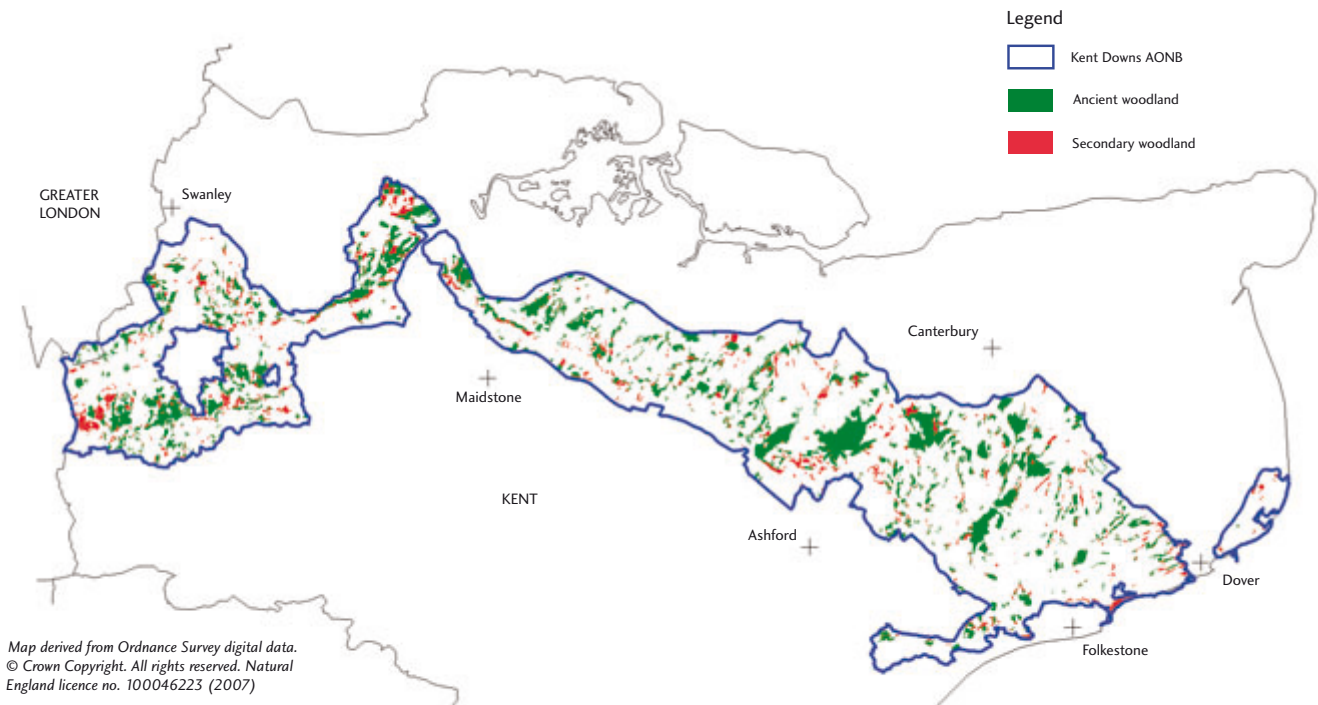 Legend
Kent Downs AONB
Ancient woodland
Secondary woodland
GREATER
LONDON
Swanley
Canterbury
Maidstone
KENT
Ashford
Dover
Folkestone
Map derived from Ordnance Survey digital data.
© Crown Copyright. All rights reserved. Natural
England licence no. 100046223 (2007)